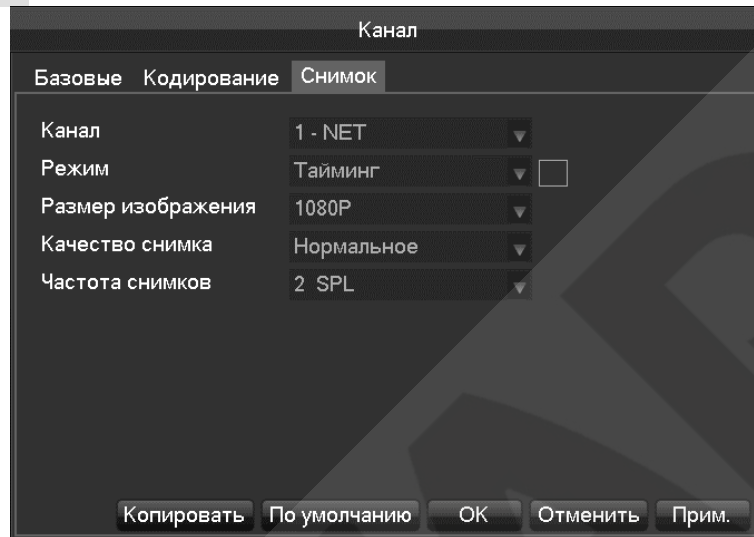 Канал
Базовые Кодирование Снимок
Канал 1 - NET
Режим Тайминг
Размер изображения 1080P
Качество снимка Нормальное
Частота снимков 2 SPL
Копировать По умолчанию OK Отменить Прим.